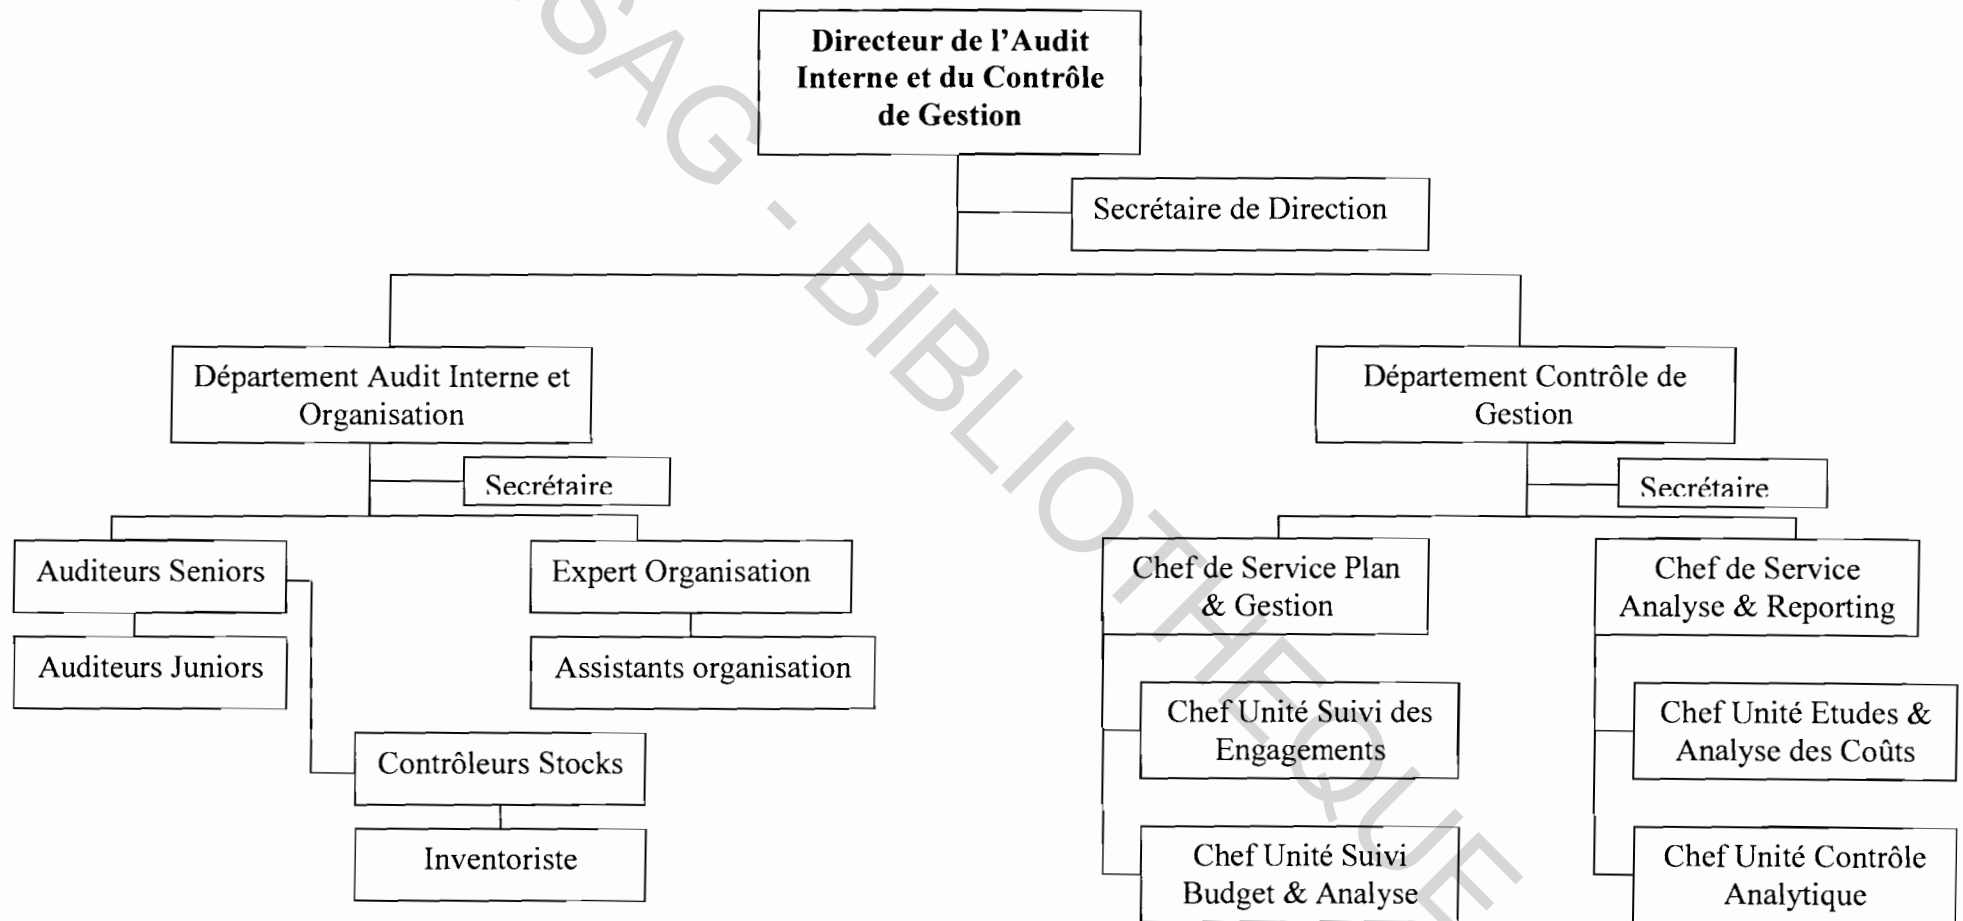 Directeur de l'Audit
Interne et du Contrôle
de Gestion
Secrétaire de Direction
Département Audit Interne et
Organisation
Département Contrôle de
Gestion
Secrétaire
Secrétaire
Auditeurs Seniors
Expert Organisation
Chef de Service Plan
& Gestion
Chef de Service
Analyse & Reporting
Auditeurs Juniors
Assistants organisation
Chef Unité Suivi des
Engagements
Chef Unité Etudes &
Analyse des Coûts
Contrôleurs Stocks
Inventoriste
Chef Unité Suivi
Budget & Analyse
Chef Unité Contrôle
Analytique
SAG - BIBLIOTHEQUE